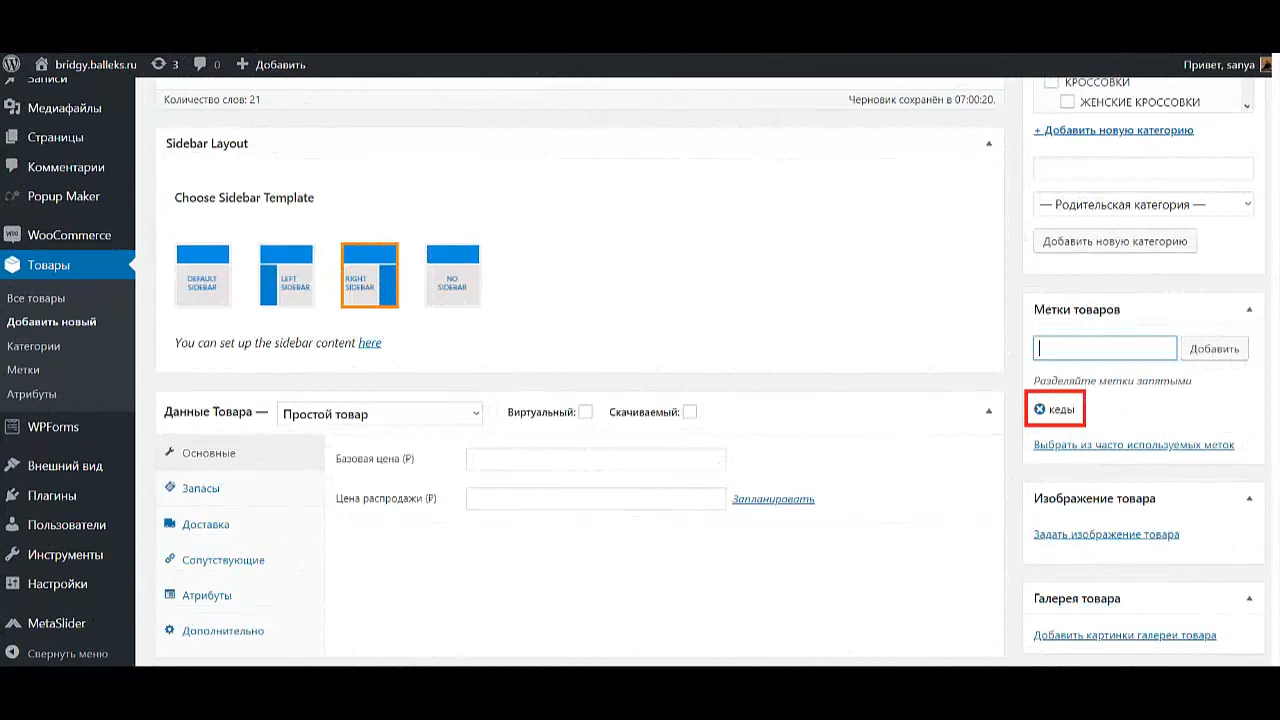 bridgy.balleks.ru 3 0 Добавить Привет, sanya
Записи
Медиафайлы
Страницы
Комментарии
Popup Maker
WooCommerce
Товары
Все товары
Добавить новый
Категории
Метки
Атрибуты
WPForms
Внешний вид
Плагины
Пользователи
Инструменты
Настройки
MetaSlider
Свернуть меню
Количество слов: 21 Черновик сохранён в 07:00:20.
Sidebar Layout
Choose Sidebar Template
DEFAULT SIDEBAR
LEFT SIDEBAR
RIGHT SIDEBAR
NO SIDEBAR
You can set up the sidebar content here
Данные Товара — Простой товар Виртуальный: Скачиваемый:
Основные
Запасы
Доставка
Сопутствующие
Атрибуты
Дополнительно
Базовая цена (₽)
Цена распродажи (₽) Запланировать
КРОССОВКИ
ЖЕНСКИЕ КРОССОВКИ
+ Добавить новую категорию
— Родительская категория —
Добавить новую категорию
Метки товаров
Добавить
Разделяйте метки запятыми
кеды
Выбрать из часто используемых меток
Изображение товара
Задать изображение товара
Галерея товара
Добавить картинки галереи товара